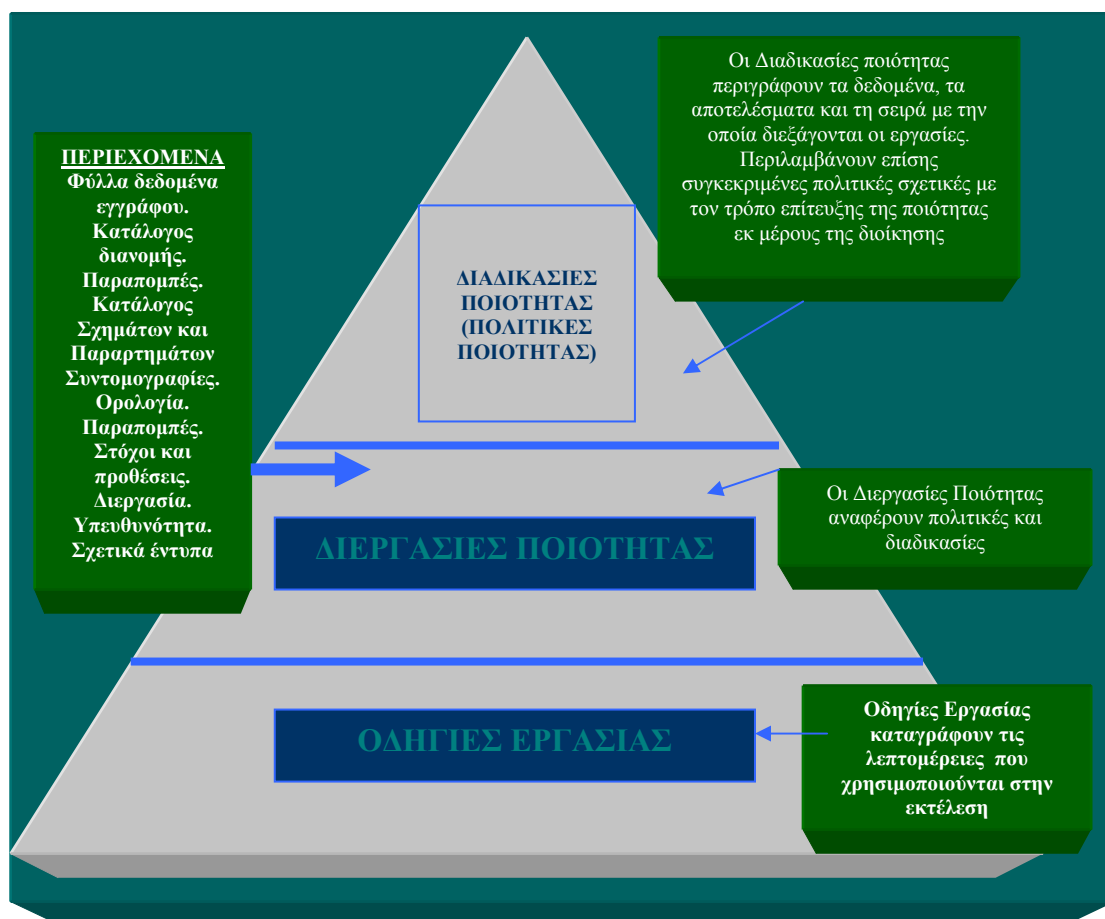 Οι Διαδικασίες ποιότητας
περιγράφουν τα δεδομένα, τα
αποτελέσματα και τη σειρά με την
οποία διεξάγονται οι εργασίες.
Περιλαμβάνουν επίσης
συγκεκριμένες πολιτικές σχετικές με
τον τρόπο επίτευξης της ποιότητας
εκ μέρους της διοίκησης
ΠΕΡΙΕΧΟΜΕΝΑ
Φύλλα δεδομένα
εγγράφου.
Κατάλογος
διανομής.
Παραπομπές.
Κατάλογος
Σχημάτων και
Παραρτημάτων
Συντομογραφίες.
Ορολογία.
Παραπομπές.
Στόχοι και
προθέσεις.
Διεργασία.
Υπευθυνότητα.
Σχετικά έντυπα
ΔΙΑΔΙΚΑΣΙΕΣ
ΠΟΙΟΤΗΤΑΣ
(ΠΟΛΙΤΙΚΕΣ
ΠΟΙΟΤΗΤΑΣ)
Οι Διεργασίες Ποιότητας
αναφέρουν πολιτικές και
διαδικασίες
ΔΙΕΡΓΑΣΙΕΣ ΠΟΙΟΤΗΤΑΣ
Οδηγίες Εργασίας
καταγράφουν τις
λεπτομέρειες που
χρησιμοποιούνται στην
εκτέλεση
ΟΔΗΓΙΕΣ ΕΡΓΑΣΙΑΣ